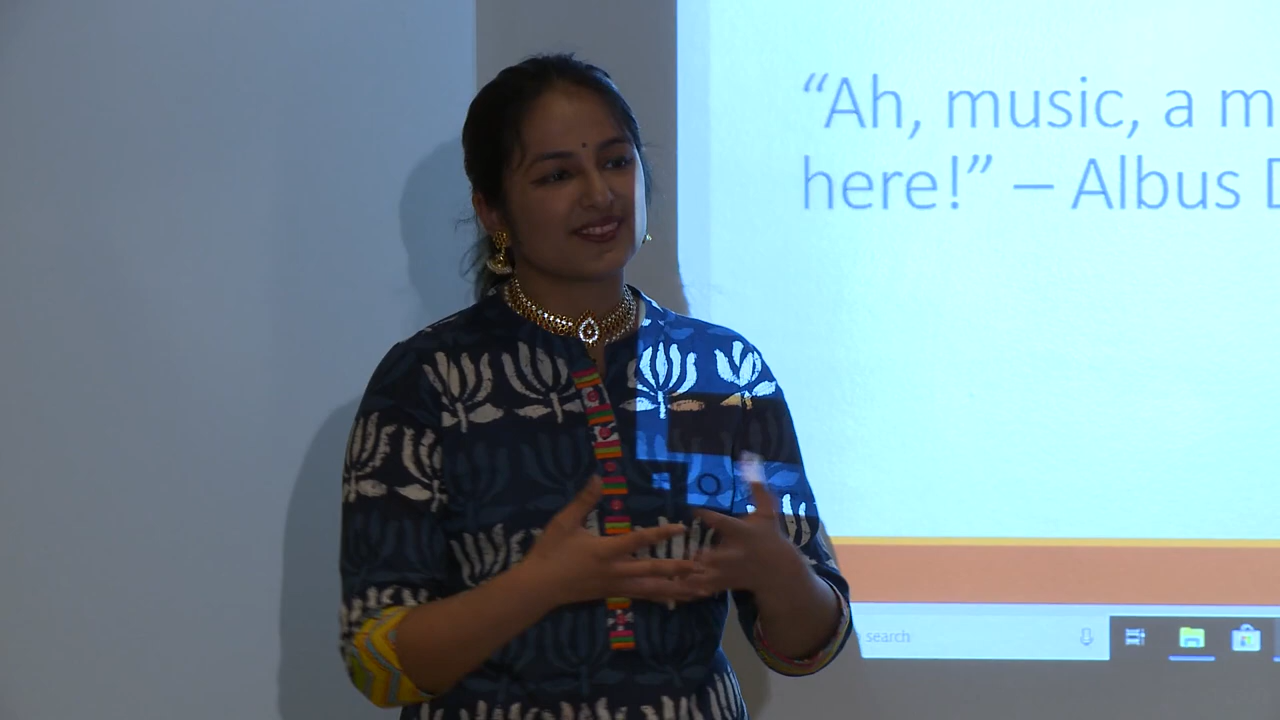 “Ah, music, a m
here!” – Albus D
search